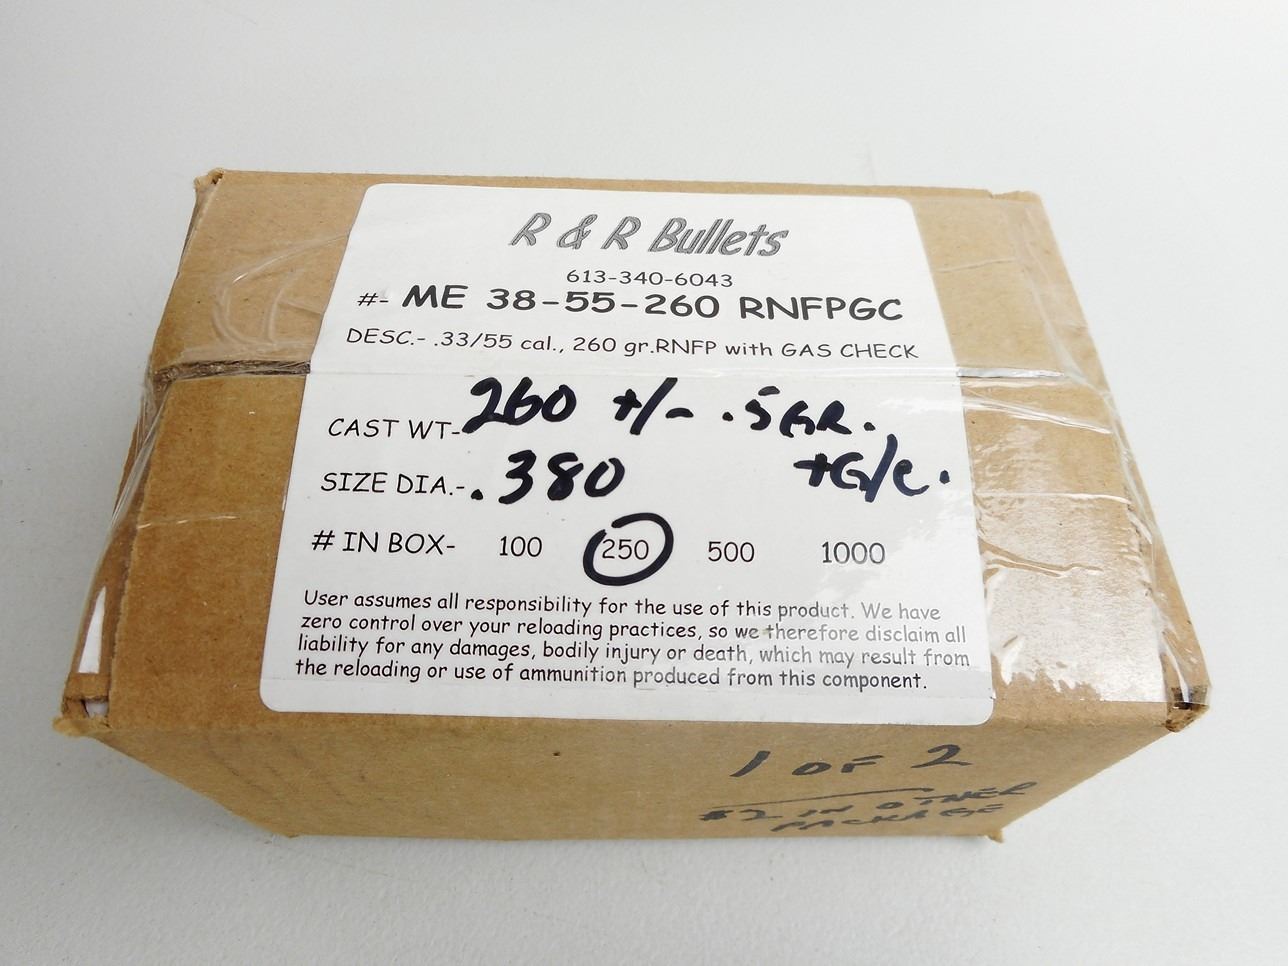 R & R Bullets
613-340-6043
#- ME 38-55-260 RNFPGC
DESC.- .33/55 cal., 260 gr.RNFP with GAS CHECK
CAST WT- 260 +/- .5 GR.
+G/C.
SIZE DIA.- .380
# IN BOX- 100 250 500 1000
User assumes all responsibility for the use of this product. We have
zero control over your reloading practices, so we therefore disclaim all
liability for any damages, bodily injury or death, which may result from
the reloading or use of ammunition produced from this component.
1 OF 2
#2 IN OTHER
PACKAGE